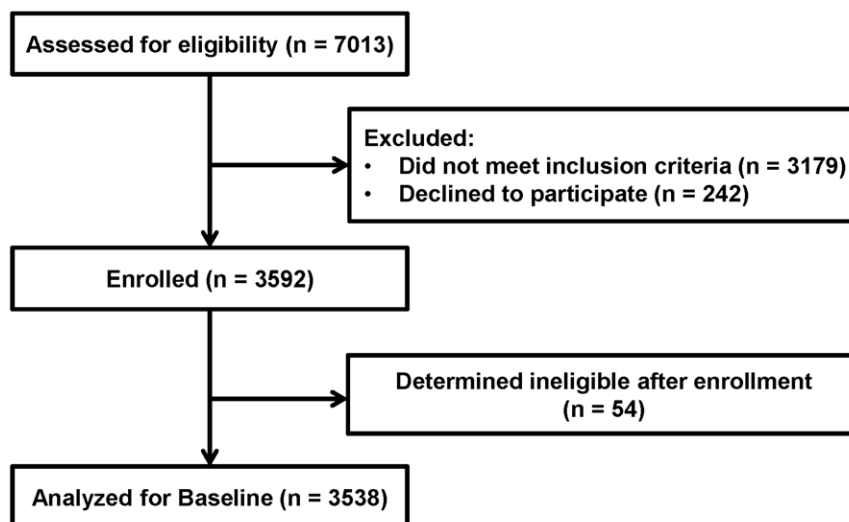 Assessed for eligibility (n = 7013)
Excluded:
• Did not meet inclusion criteria (n = 3179)
• Declined to participate (n = 242)
Enrolled (n = 3592)
Determined ineligible after enrollment
(n = 54)
Analyzed for Baseline (n = 3538)